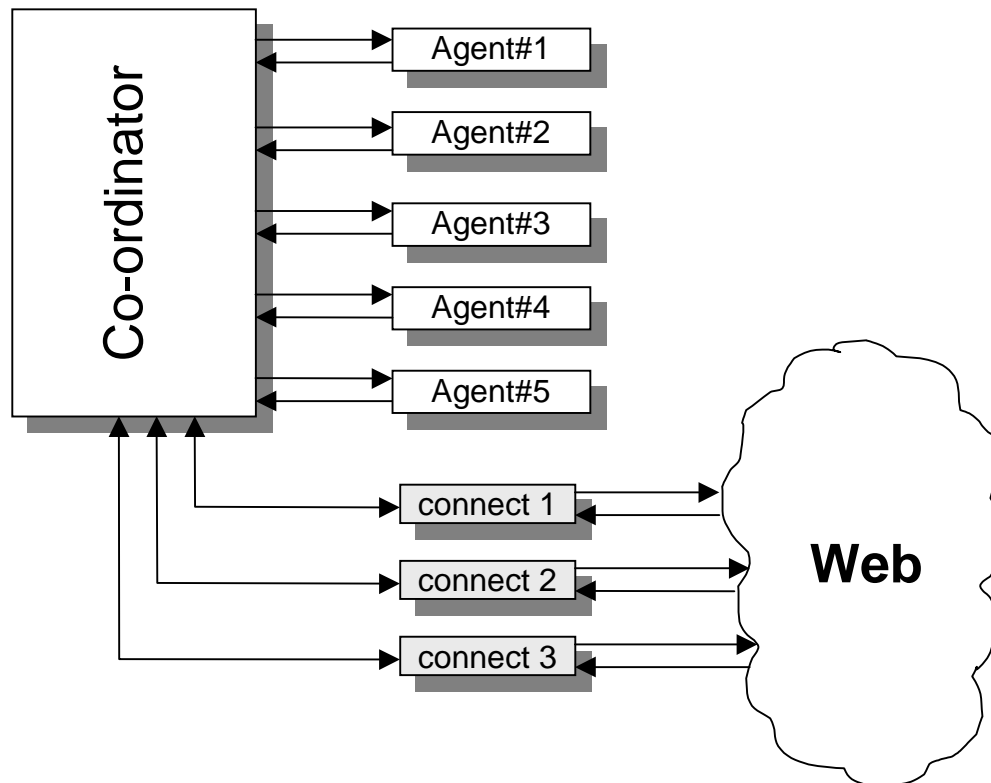 Co-ordinator
Agent#1
Agent#2
Agent#3
Agent#4
Agent#5
connect 1
connect 2
connect 3
Web